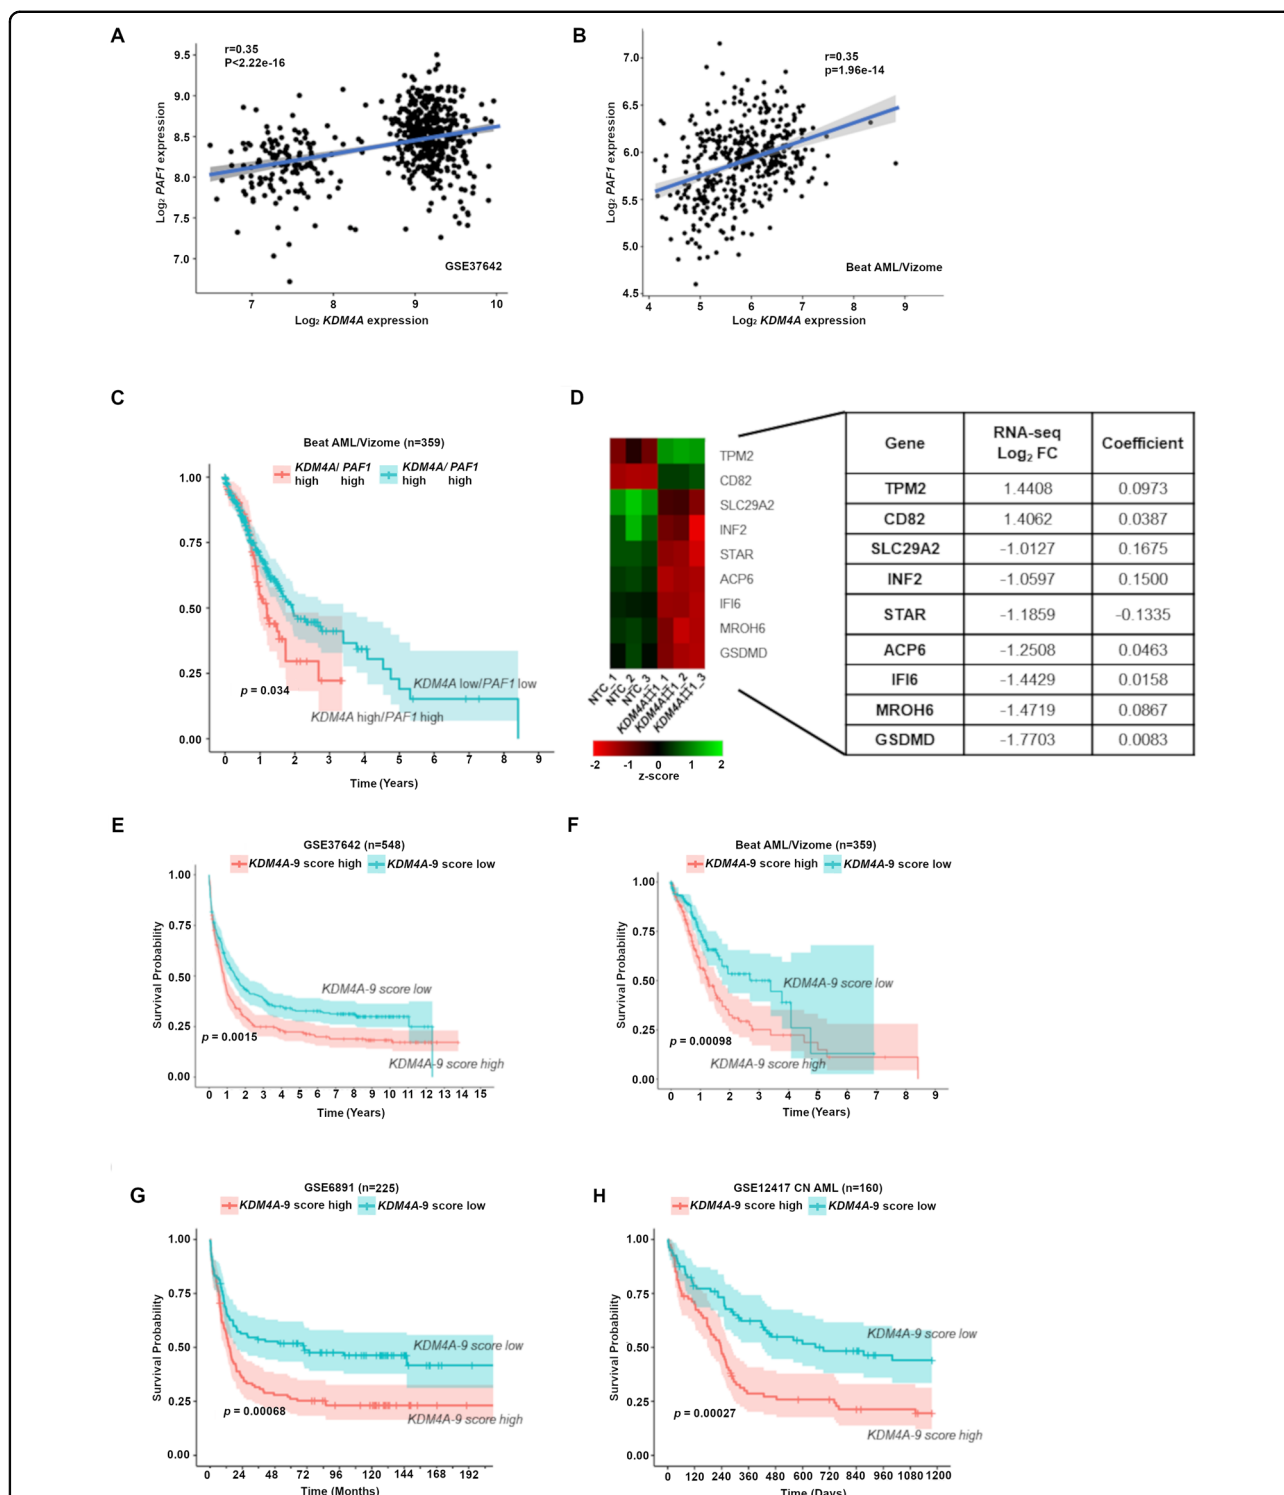 A
r=0.35
P<2.22e-16
9.5
9.0
8.5
8.0
7.5
7.0
Log₂ PAF1 expression
GSE37642
7 8 9 10
Log₂ KDM4A expression
B
r=0.35
p=1.96e-14
7.0
6.5
6.0
5.5
5.0
4.5
Log₂ PAF1 expression
Beat AML/Vizome
4 5 6 7 8 9
Log₂ KDM4A expression
C
Beat AML/Vizome (n=359)
KDM4A/ PAF1 KDM4A/ PAF1
high high high high
1.00
0.75
0.50
0.25
0.00
p = 0.034
KDM4A low/PAF1 low
KDM4A high/PAF1 high
0 1 2 3 4 5 6 7 8 9
Time (Years)
D
TPM2
CD82
SLC29A2
INF2
STAR
ACP6
IFI6
MROH6
GSDMD
NTC_1
NTC_2
NTC_3
-2 -1 0 1 2
z-score
Gene RNA-seq Log₂ FC Coefficient
TPM2 1.4408 0.0973
CD82 1.4062 0.0387
SLC29A2 -1.0127 0.1675
INF2 -1.0597 0.1500
STAR -1.1859 -0.1335
ACP6 -1.2508 0.0463
IFI6 -1.4429 0.0158
MROH6 -1.4719 0.0867
GSDMD -1.7703 0.0083
E
GSE37642 (n=548)
KDM4A-9 score high KDM4A-9 score low
1.00
0.75
0.50
0.25
0.00
Survival Probability
KDM4A-9 score low
p = 0.0015
KDM4A-9 score high
0 1 2 3 4 5 6 7 8 9 10 11 12 13 14 15
Time (Years)
F
Beat AML/Vizome (n=359)
KDM4A-9 score high KDM4A-9 score low
1.00
0.75
0.50
0.25
0.00
Survival Probability
KDM4A-9 score low
p = 0.00098
KDM4A-9 score high
0 1 2 3 4 5 6 7 8 9
Time (Years)
G
GSE6891 (n=225)
KDM4A-9 score high KDM4A-9 score low
1.00
0.75
0.50
0.25
0.00
Survival Probability
KDM4A-9 score low
p = 0.00068
KDM4A-9 score high
0 24 48 72 96 120 144 168 192
Time (Months)
H
GSE12417 CN AML (n=160)
KDM4A-9 score high KDM4A-9 score low
1.00
0.75
0.50
0.25
0.00
Survival Probability
KDM4A-9 score low
p = 0.00027
KDM4A-9 score high
0 120 240 360 480 600 720 840 960 1080 1200
Time (Days)